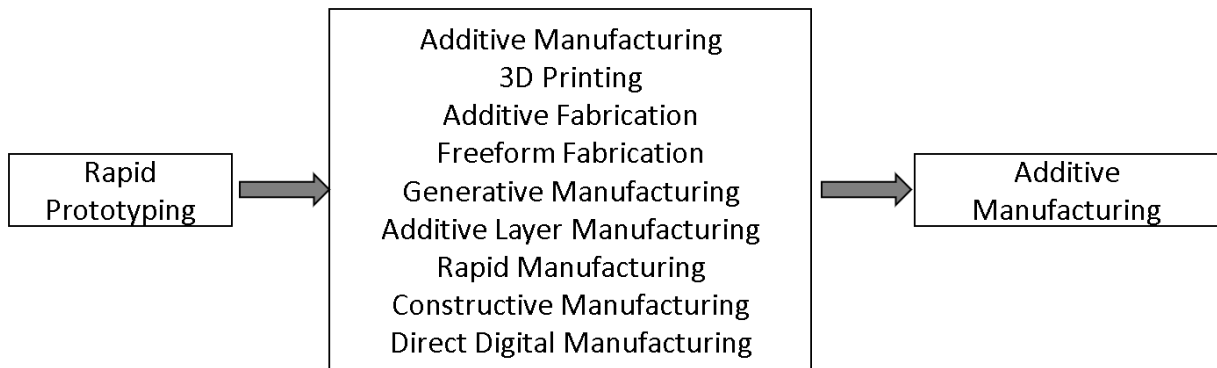 Rapid
Prototyping
Additive Manufacturing
3D Printing
Additive Fabrication
Freeform Fabrication
Generative Manufacturing
Additive Layer Manufacturing
Rapid Manufacturing
Constructive Manufacturing
Direct Digital Manufacturing
Additive
Manufacturing